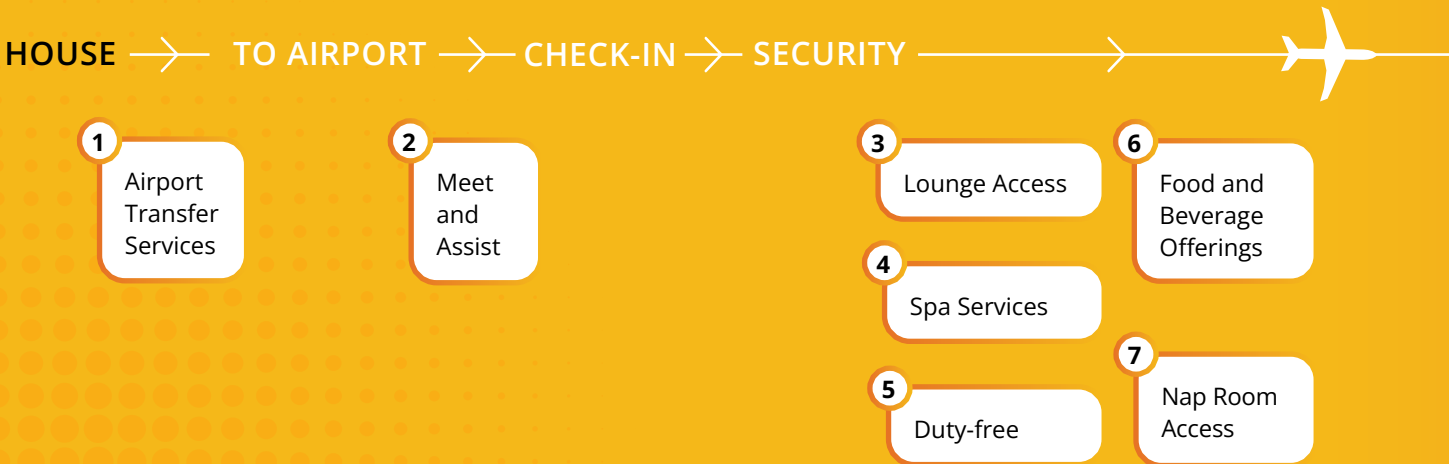 HOUSE TO AIRPORT CHECK-IN SECURITY
1
Airport
Transfer
Services
2
Meet
and
Assist
3
Lounge Access
4
Spa Services
5
Duty-free
6
Food and
Beverage
Offerings
7
Nap Room
Access